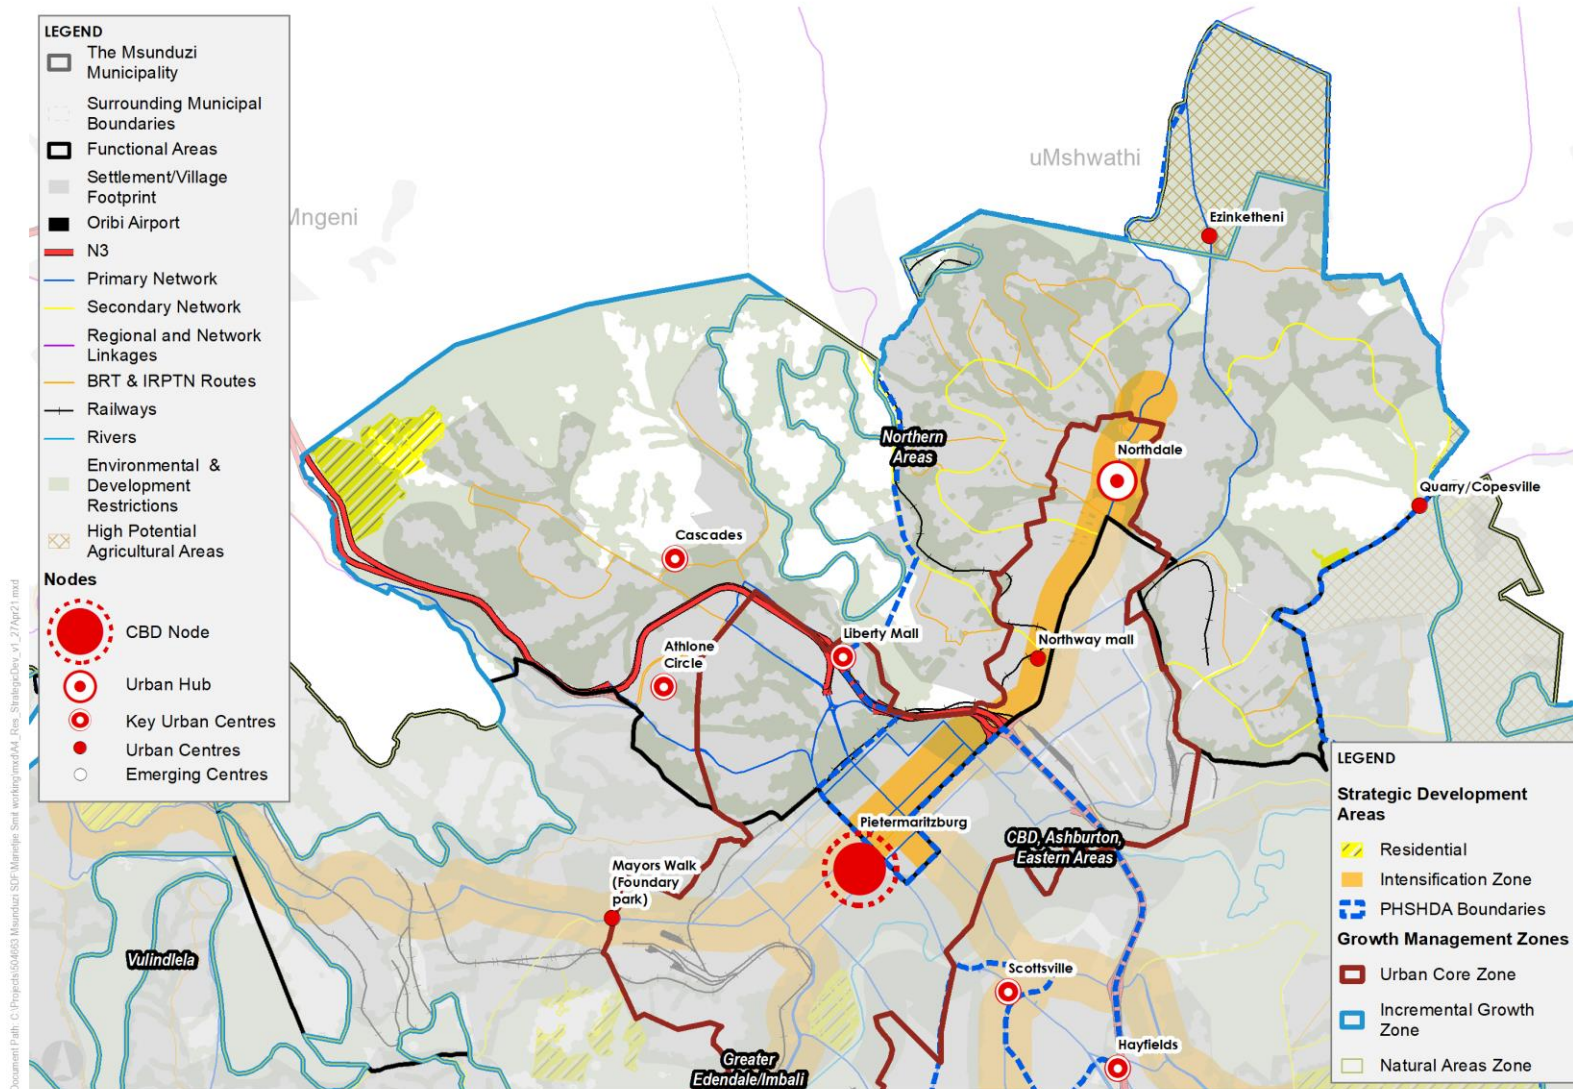 LEGEND
The Msunduzi
Municipality
Surrounding Municipal
Boundaries
Functional Areas
Settlement/Village
Footprint
Oribi Airport
N3
Primary Network
Secondary Network
Regional and Network
Linkages
BRT & IRPTN Routes
Railways
Rivers
Environmental &
Development
Restrictions
High Potential
Agricultural Areas
Nodes
CBD Node
Urban Hub
Key Urban Centres
Urban Centres
Emerging Centres
Mngeni
uMshwathi
Ezinketheni
Northern
Areas
Northdale
Quarry/Copesville
Cascades
Liberty Mall
Northway mall
Athlone
Circle
Pietermaritzburg
CBD, Ashburton,
Eastern Areas
Mayors Walk
(Foundary
park)
Vulindlela
Scottsville
Hayfields
Greater
Edendale/Imbali
LEGEND
Strategic Development
Areas
Residential
Intensification Zone
PHSHDA Boundaries
Growth Management Zones
Urban Core Zone
Incremental Growth
Zone
Natural Areas Zone